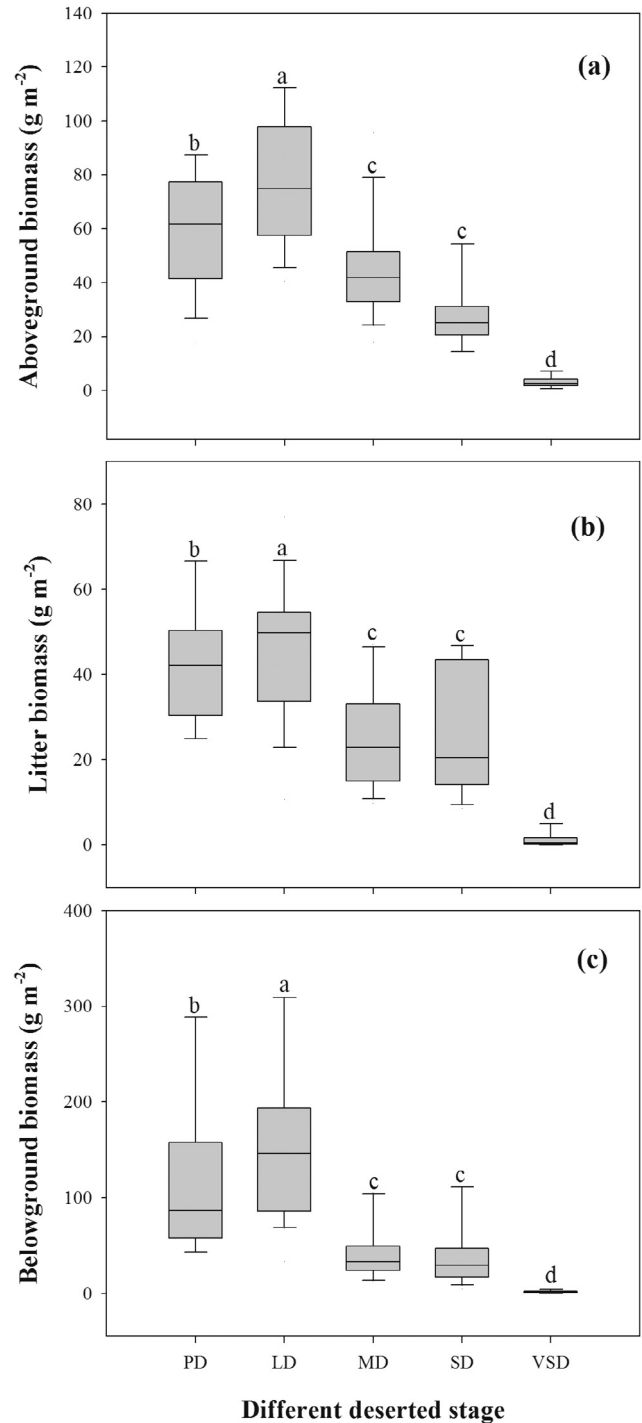 140
120
100
80
60
40
20
0
Aboveground biomass (g m⁻²)
(a)
b
a
c
c
d
80
60
40
20
0
Litter biomass (g m⁻²)
(b)
b
a
c
c
d
400
300
200
100
0
Belowground biomass (g m⁻²)
(c)
b
a
c
c
d
PD LD MD SD VSD
Different deserted stage